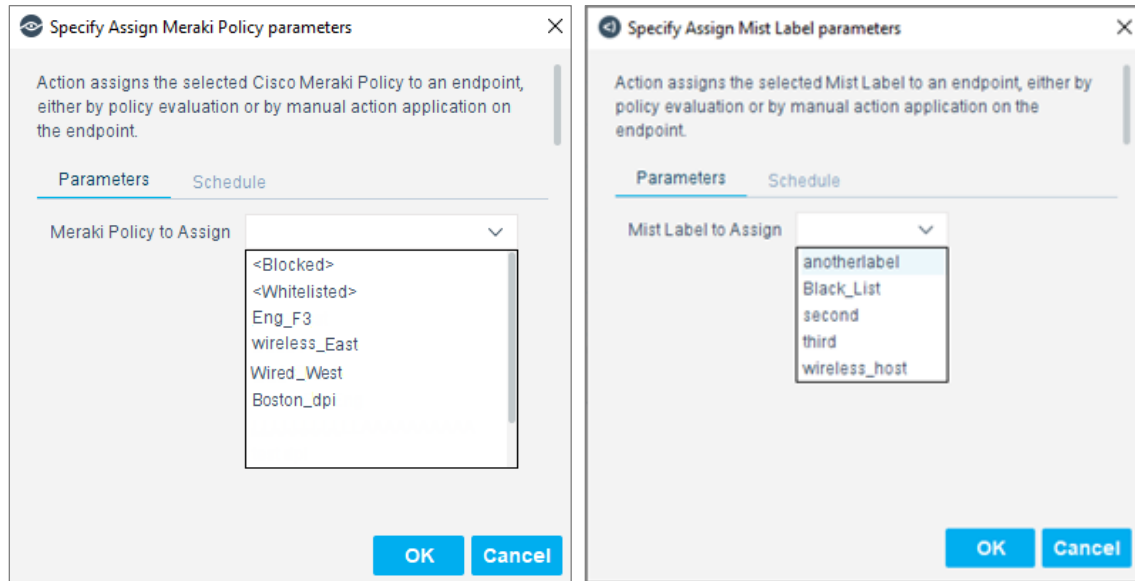 Specify Assign Meraki Policy parameters
Action assigns the selected Cisco Meraki Policy to an endpoint,
either by policy evaluation or by manual action application on
the endpoint.
Parameters Schedule
Meraki Policy to Assign
<Blocked>
<Whitelisted>
Eng_F3
wireless_East
Wired_West
Boston_dpi
OK Cancel
Specify Assign Mist Label parameters
Action assigns the selected Mist Label to an endpoint, either by
policy evaluation or by manual action application on the
endpoint.
Parameters Schedule
Mist Label to Assign
anotherlabel
Black_List
second
third
wireless_host
OK Cancel